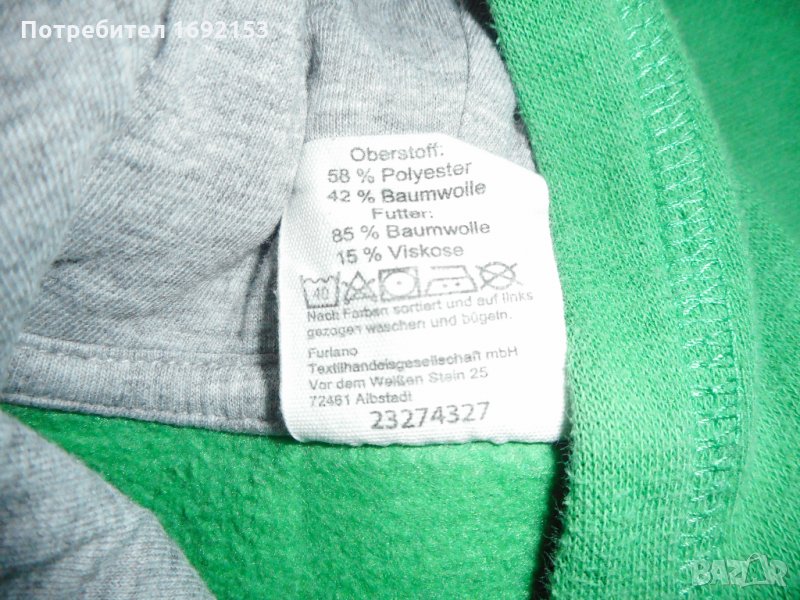 Потребител 1692153
Oberstoff:
58 % Polyester
42 % Baumwolle
Futter:
85 % Baumwolle
15 % Viskose
40
Nach Farben sortiert und auf links
gezogen waschen und bügeln.
Furlano
Textilhandelsgesellschaft mbH
Vor dem Weißen Stein 25
72461 Albstadt
23274327
BAZAR